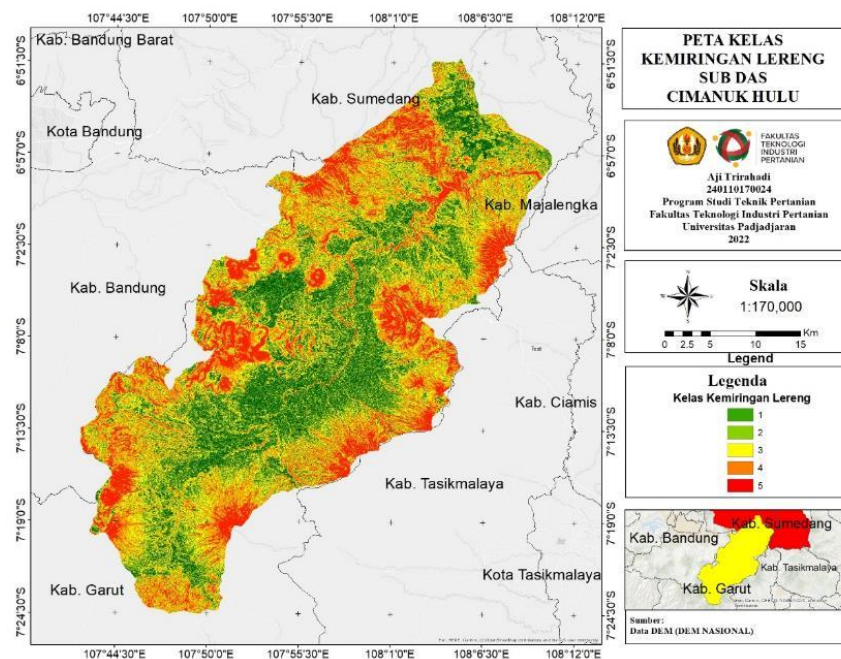 107°44'30"E 107°50'0"E 107°55'30"E 108°1'0"E 108°6'30"E 108°12'0"E
6°51'30"S
6°57'0"S
7°2'30"S
7°8'0"S
7°13'30"S
7°19'0"S
7°24'30"S
Kab. Bandung Barat
Kab. Sumedang
Kota Bandung
Kab. Majalengka
Kab. Bandung
Text
Kab. Ciamis
Kab. Tasikmalaya
Kota Tasikmalaya
Kab. Garut
6°51'30"S
6°57'0"S
7°2'30"S
7°8'0"S
7°13'30"S
7°19'0"S
7°24'30"S
107°44'30"E 107°50'0"E 107°55'30"E 108°1'0"E 108°6'30"E 108°12'0"E
PETA KELAS
KEMIRINGAN LERENG
SUB DAS
CIMANUK HULU
FAKULTAS
TEKNOLOGI
INDUSTRI
PERTANIAN
Aji Trirahadi
240110170024
Program Studi Teknik Pertanian
Fakultas Teknologi Industri Pertanian
Universitas Padjadjaran
2022
N
Skala
1:170,000
0 2.5 5 10 15 Km
Legend
Legenda
Kelas Kemiringan Lereng
1
2
3
4
5
Kab. Sumedang
Kab. Bandung
Kab. Tasikmalaya
Kab. Garut
Sumber:
Data DEM (DEM NASIONAL)